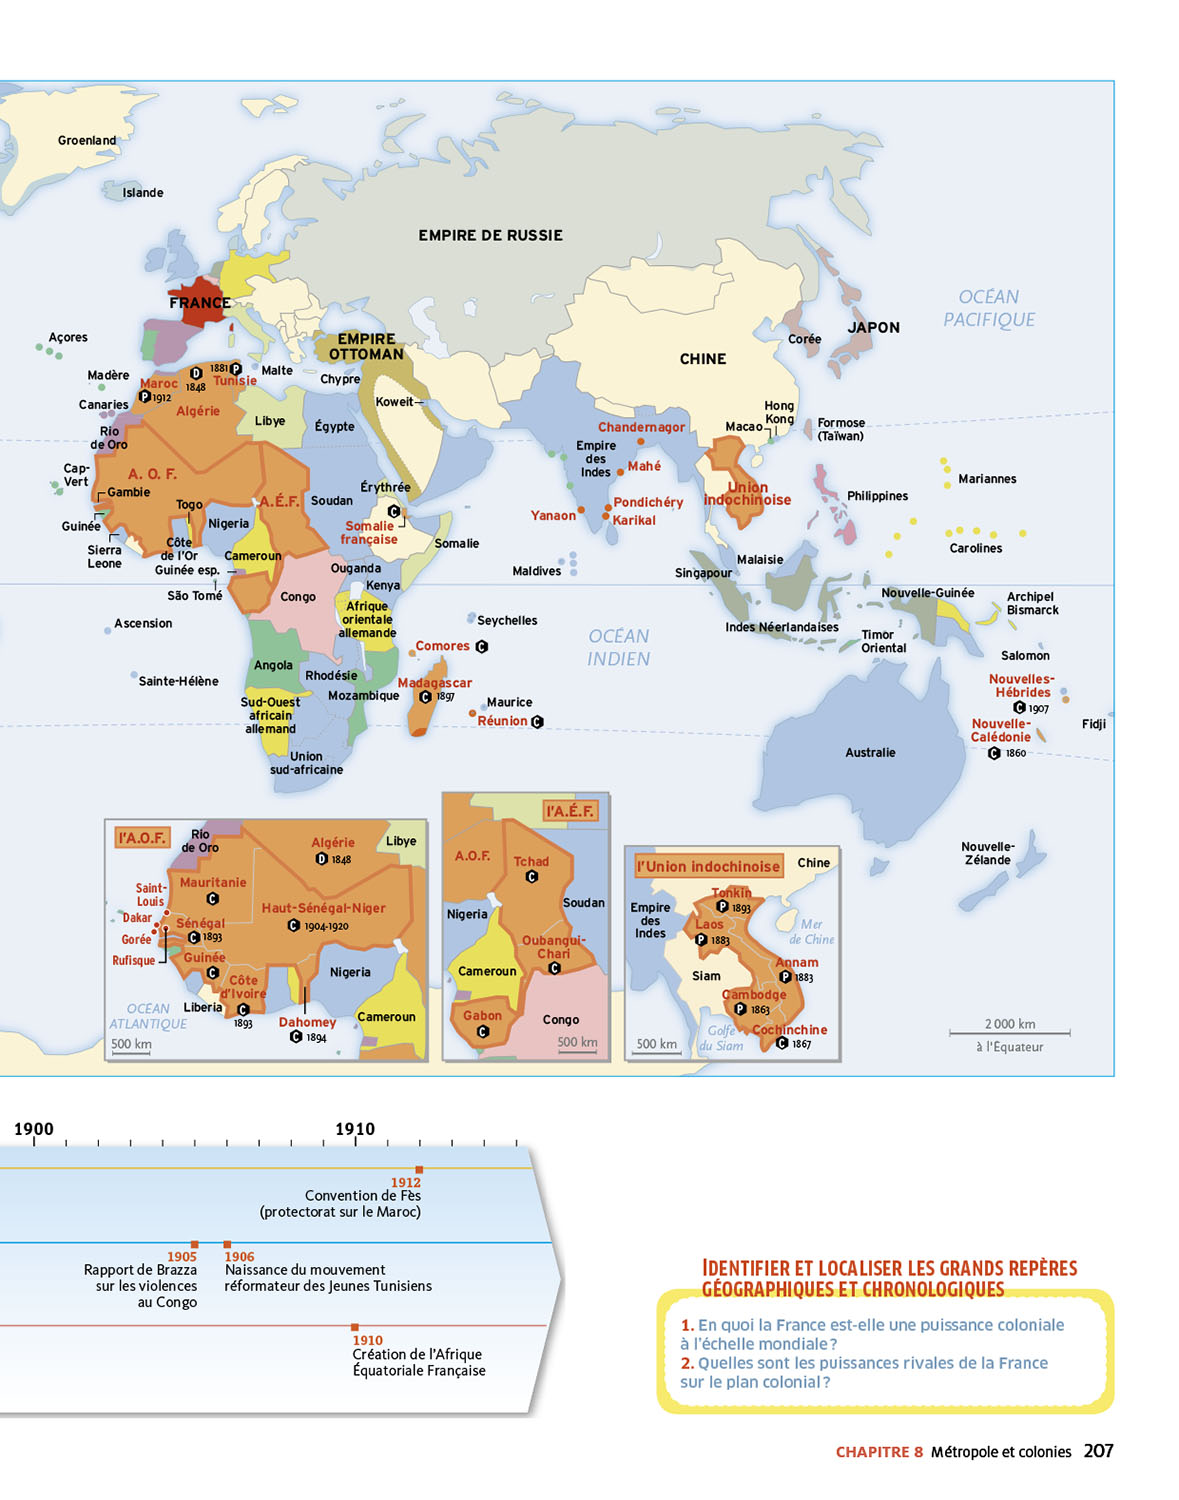 Groenland
Islande
EMPIRE DE RUSSIE
FRANCE
OCÉAN
PACIFIQUE
Açores
EMPIRE
OTTOMAN
JAPON
Corée
CHINE
Madère
Maroc
P 1912
D
1848
1881 P
Tunisie
Malte
Chypre
Algérie
Canaries
Koweit
Libye
Égypte
Rio
de Oro
Hong
Kong
Macao
Formose
(Taïwan)
Chandernagor
Empire
des
Indes
Mahé
Cap-
Vert
A. O. F.
Gambie
A.É.F.
Soudan
Érythrée
Togo
Nigeria
C
Somalie
française
Yanaon
Pondichéry
Karikal
Union
indochinoise
Philippines
Mariannes
Guinée
Sierra
Leone
Côte
de l'Or
Guinée esp.
Cameroun
Somalie
Ouganda
Kenya
Maldives
Malaisie
Singapour
Carolines
São Tomé
Congo
Afrique
orientale
allemande
Seychelles
Nouvelle-Guinée
Archipel
Bismarck
Indes Néerlandaises
Timor
Oriental
Ascension
OCÉAN
INDIEN
Comores C
Salomon
Angola
Rhodésie
Madagascar
C 1897
Nouvelles-
Hébrides
C 1907
Sainte-Hélène
Mozambique
Maurice
Réunion C
Sud-Ouest
africain
allemand
Nouvelle-
Calédonie
C 1860
Fidji
Union
sud-africaine
Australie
Nouvelle-
Zélande
l'A.O.F.
Rio
de Oro
Algérie
D 1848
Libye
Saint-
Louis
Mauritanie
C
Dakar
Gorée
Sénégal
C 1893
Haut-Sénégal-Niger
C 1904-1920
Rufisque
Guinée
C
Côte
d'Ivoire
C
1893
Nigeria
Liberia
OCÉAN
ATLANTIQUE
Dahomey
C 1894
Cameroun
500 km
l'A.É.F.
A.O.F.
Tchad
C
Nigeria
Soudan
Oubangui-
Chari
C
Cameroun
Gabon
C
Congo
500 km
l'Union indochinoise
Chine
Tonkin
P 1893
Empire
des
Indes
Laos
P 1883
Mer
de Chine
Siam
Annam
P 1883
Cambodge
P 1863
Golfe
du Siam
Cochinchine
C 1867
500 km
2 000 km
à l'Équateur
1900
1910
1912
Convention de Fès
(protectorat sur le Maroc)
1905
Rapport de Brazza
sur les violences
au Congo
1906
Naissance du mouvement
réformateur des Jeunes Tunisiens
1910
Création de l'Afrique
Équatoriale Française
IDENTIFIER ET LOCALISER LES GRANDS REPÈRES
GÉOGRAPHIQUES ET CHRONOLOGIQUES
1. En quoi la France est-elle une puissance coloniale
à l'échelle mondiale ?
2. Quelles sont les puissances rivales de la France
sur le plan colonial ?
CHAPITRE 8 Métropole et colonies 207